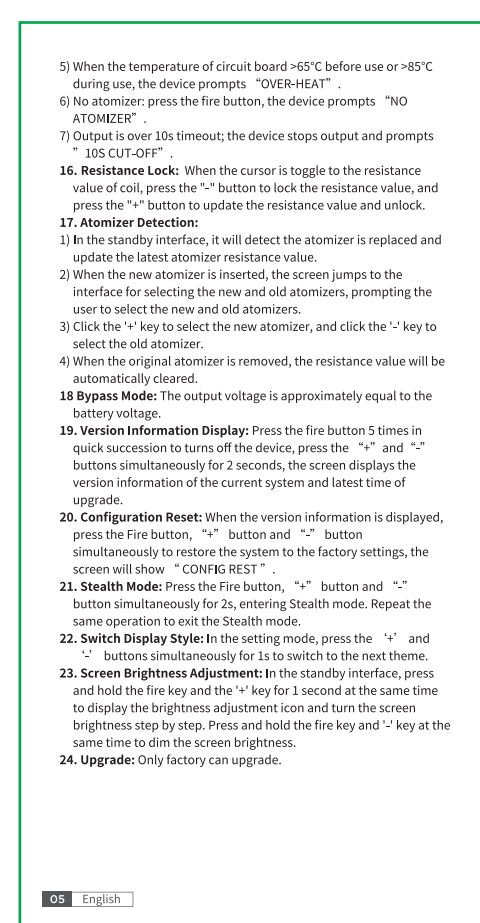 5) When the temperature of circuit board >65°C before use or >85°C
during use, the device prompts “OVER-HEAT”.
6) No atomizer: press the fire button, the device prompts “NO
ATOMIZER”.
7) Output is over 10s timeout; the device stops output and prompts
”10S CUT-OFF”.
16. Resistance Lock: When the cursor is toggle to the resistance
value of coil, press the "-" button to lock the resistance value, and
press the "+" button to update the resistance value and unlock.
17. Atomizer Detection:
1) In the standby interface, it will detect the atomizer is replaced and
update the latest atomizer resistance value.
2) When the new atomizer is inserted, the screen jumps to the
interface for selecting the new and old atomizers, prompting the
user to select the new and old atomizers.
3) Click the '+' key to select the new atomizer, and click the '-' key to
select the old atomizer.
4) When the original atomizer is removed, the resistance value will be
automatically cleared.
18 Bypass Mode: The output voltage is approximately equal to the
battery voltage.
19. Version Information Display: Press the fire button 5 times in
quick succession to turns off the device, press the “+” and “-”
buttons simultaneously for 2 seconds, the screen displays the
version information of the current system and latest time of
upgrade.
20. Configuration Reset: When the version information is displayed,
press the Fire button, “+” button and “-” button
simultaneously to restore the system to the factory settings, the
screen will show “ CONFIG REST ”.
21. Stealth Mode: Press the Fire button, “+” button and “-”
button simultaneously for 2s, entering Stealth mode. Repeat the
same operation to exit the Stealth mode.
22. Switch Display Style: In the setting mode, press the ‘+’ and
‘-’ buttons simultaneously for 1s to switch to the next theme.
23. Screen Brightness Adjustment: In the standby interface, press
and hold the fire key and the '+' key for 1 second at the same time
to display the brightness adjustment icon and turn the screen
brightness step by step. Press and hold the fire key and '-' key at the
same time to dim the screen brightness.
24. Upgrade: Only factory can upgrade.
05 English